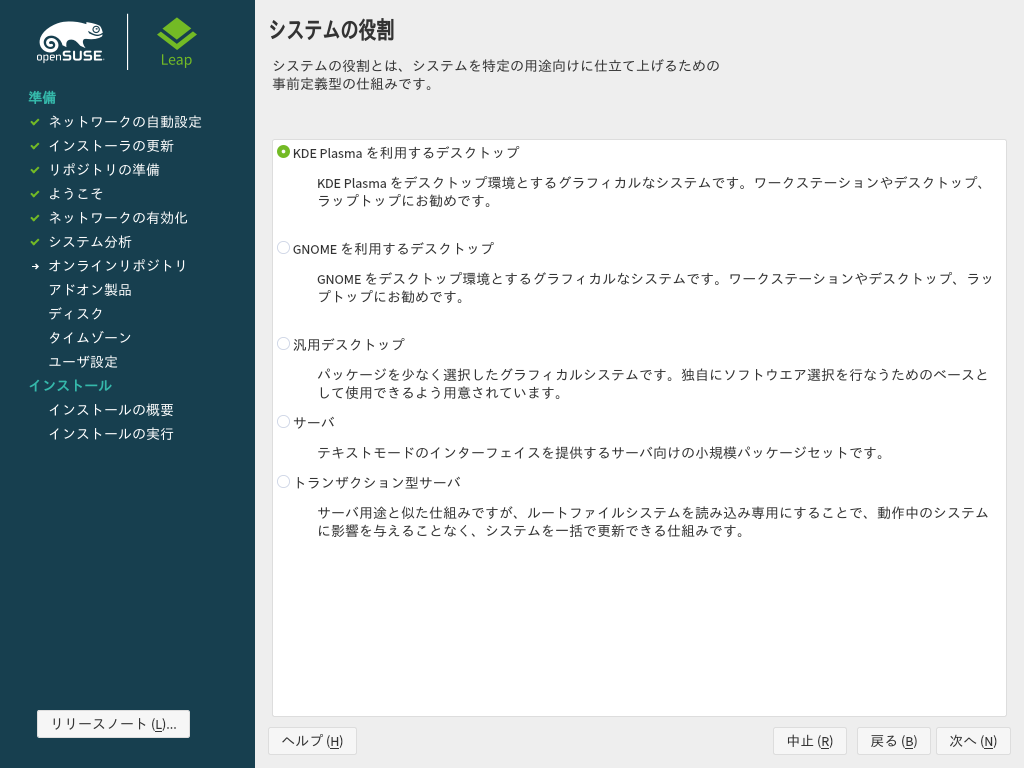 openSUSE
Leap
準備
ネットワークの自動設定
インストーラの更新
リポジトリの準備
ようこそ
ネットワークの有効化
システム分析
オンラインリポジトリ
アドオン製品
ディスク
タイムゾーン
ユーザ設定
インストール
インストールの概要
インストールの実行
リリースノート (L)...
システムの役割
システムの役割とは、システムを特定の用途向けに仕立て上げるための
事前定義型の仕組みです。
KDE Plasma を利用するデスクトップ
KDE Plasma をデスクトップ環境とするグラフィカルなシステムです。ワークステーションやデスクトップ、
ラップトップにお勧めです。
GNOME を利用するデスクトップ
GNOME をデスクトップ環境とするグラフィカルなシステムです。ワークステーションやデスクトップ、ラッ
プトップにお勧めです。
汎用デスクトップ
パッケージを少なく選択したグラフィカルシステムです。独自にソフトウエア選択を行なうためのベースと
して使用できるよう用意されています。
サーバ
テキストモードのインターフェイスを提供するサーバ向けの小規模パッケージセットです。
トランザクション型サーバ
サーバ用途と似た仕組みですが、ルートファイルシステムを読み込み専用にすることで、動作中のシステム
に影響を与えることなく、システムを一括で更新できる仕組みです。
ヘルプ (H)
中止 (R)
戻る (B)
次へ (N)